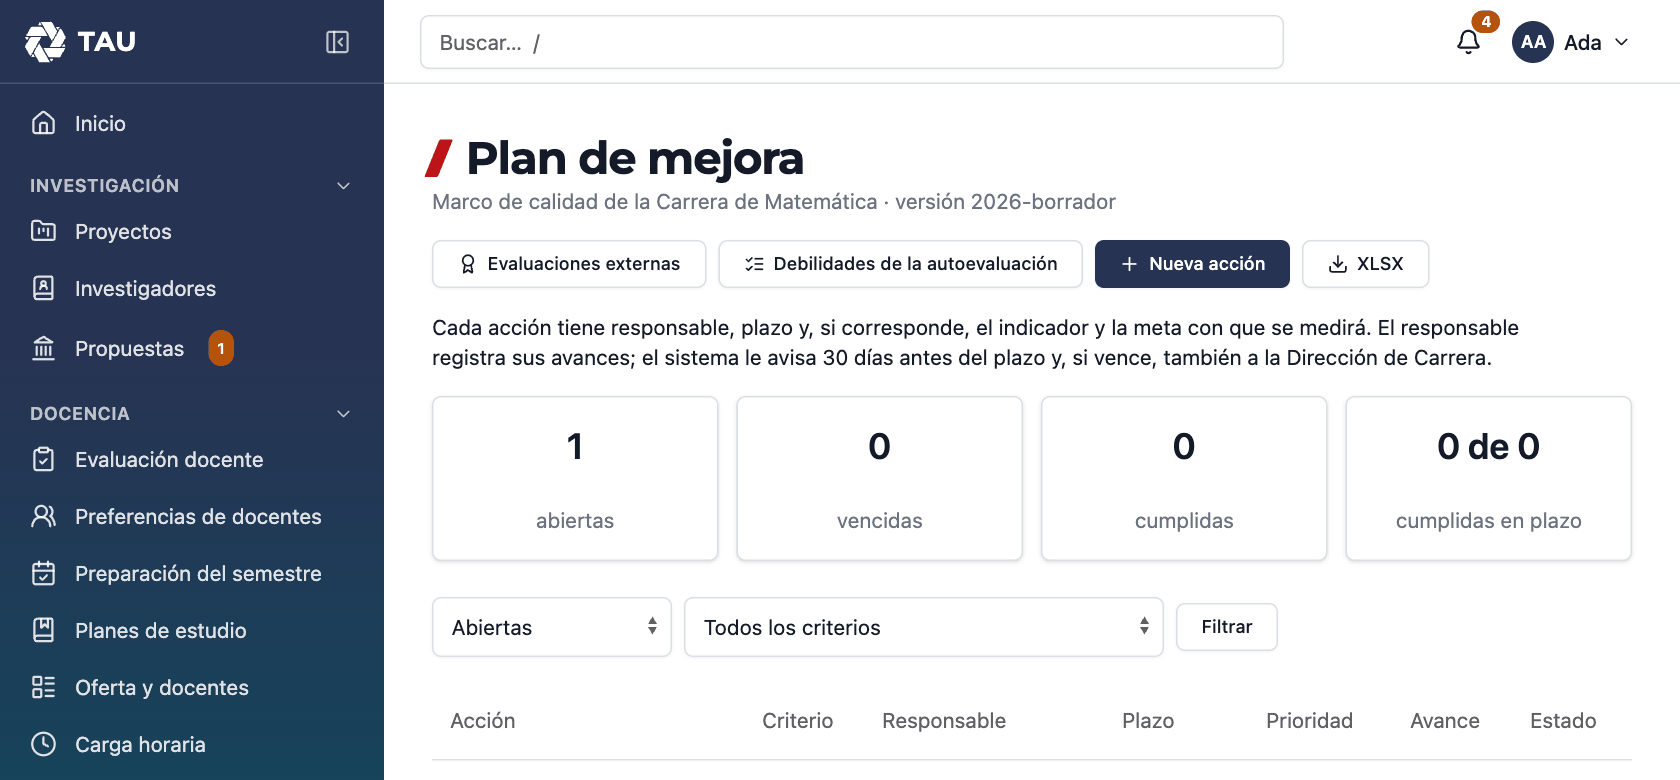 TAU
Buscar... /
4
AA Ada
Inicio
INVESTIGACIÓN
Proyectos
Investigadores
Propuestas 1
DOCENCIA
Evaluación docente
Preferencias de docentes
Preparación del semestre
Planes de estudio
Oferta y docentes
Carga horaria
Plan de mejora
Marco de calidad de la Carrera de Matemática · versión 2026-borrador
Evaluaciones externas Debilidades de la autoevaluación + Nueva acción XLSX
Cada acción tiene responsable, plazo y, si corresponde, el indicador y la meta con que se medirá. El responsable
registra sus avances; el sistema le avisa 30 días antes del plazo y, si vence, también a la Dirección de Carrera.
1 0 0 0 de 0
abiertas vencidas cumplidas cumplidas en plazo
Abiertas Todos los criterios Filtrar
Acción Criterio Responsable Plazo Prioridad Avance Estado